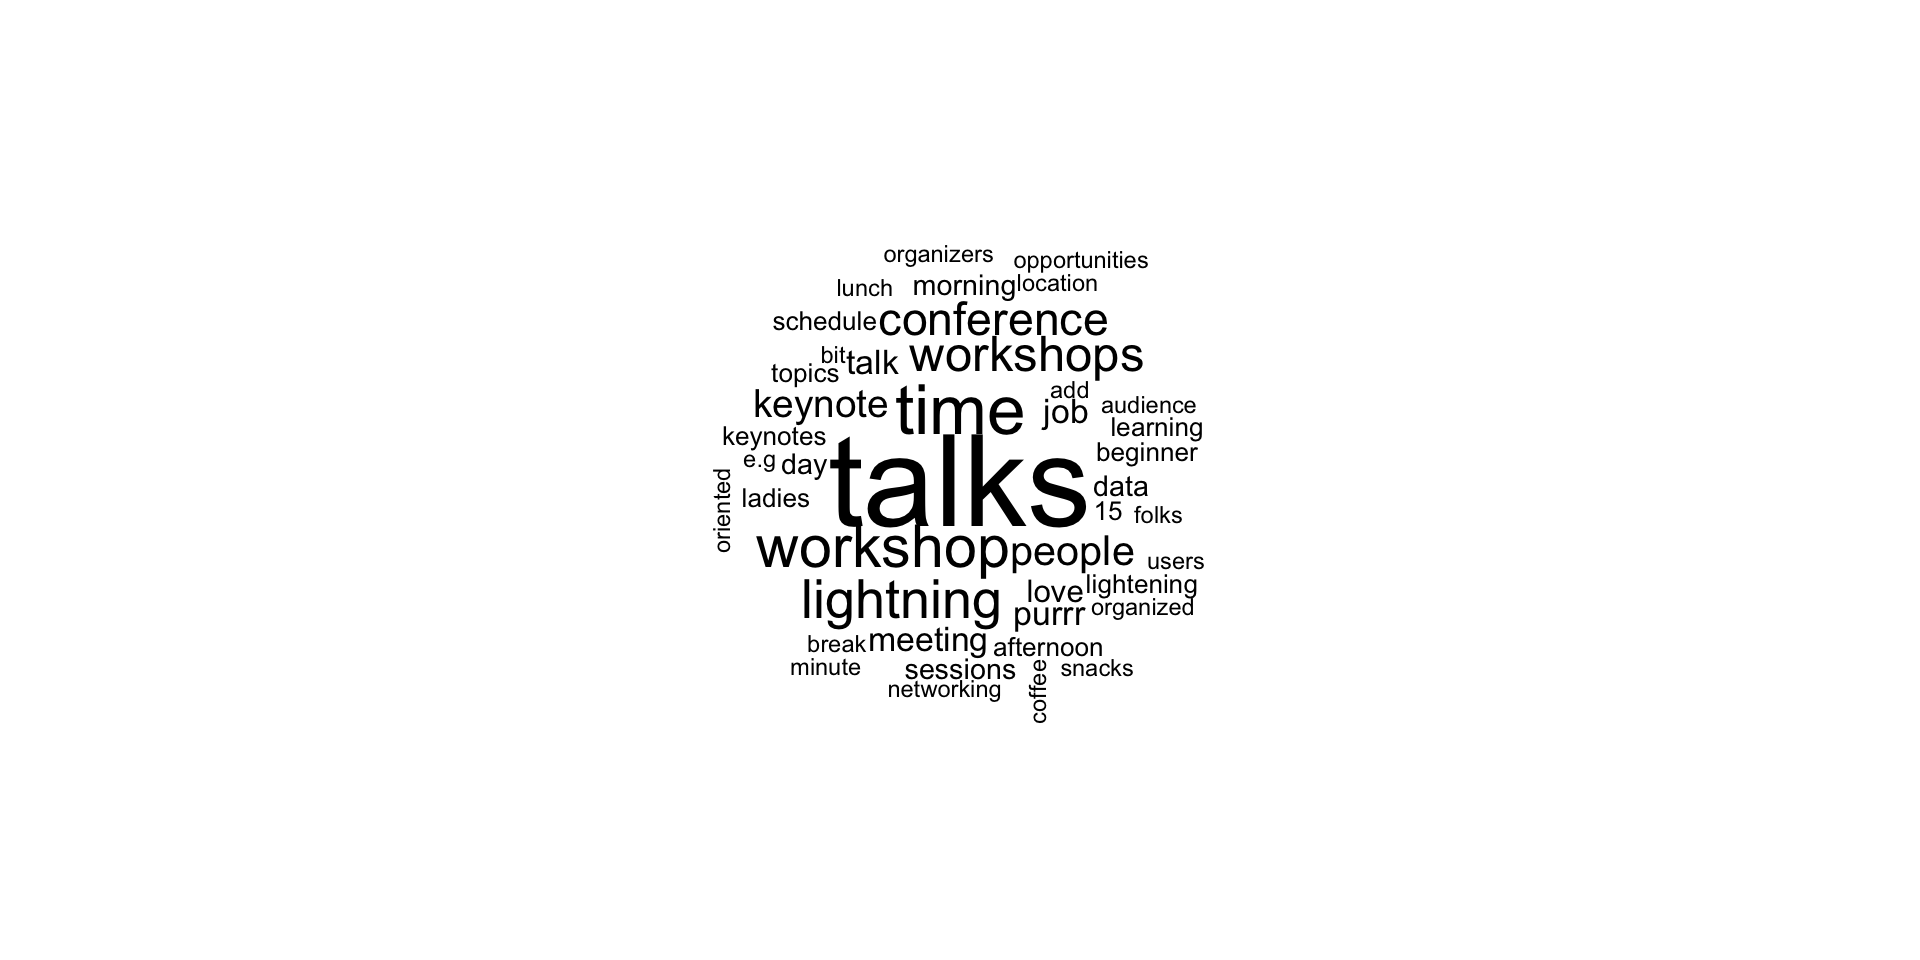 organizers opportunities
lunch morning location
schedule conference
bit talk workshops
topics
keynote time add
job audience
keynotes learning
e.g day talks beginner
oriented ladies data
15 folks
workshop people users
lightning love lightening
purrr organized
break meeting afternoon
minute sessions snacks
networking coffee